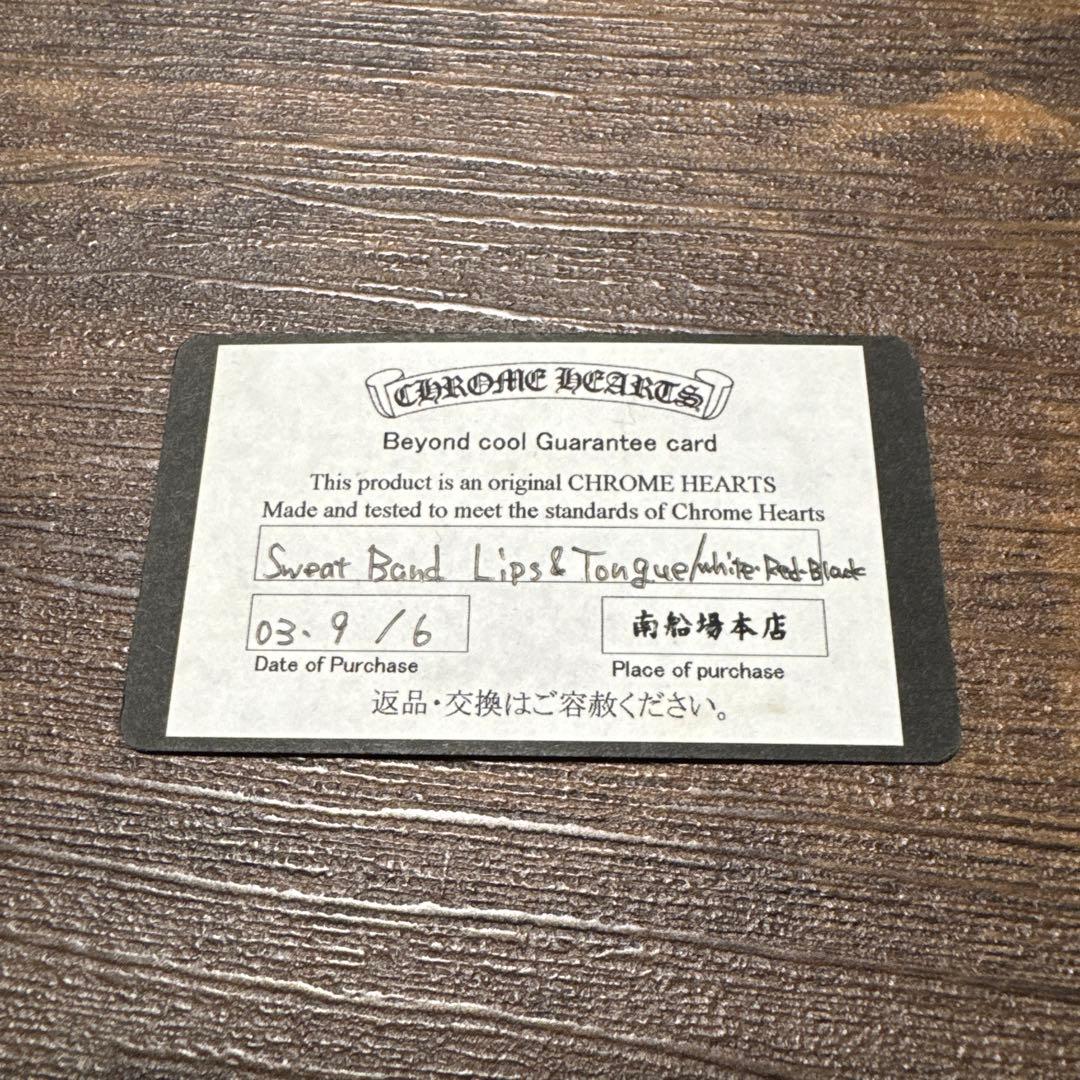 CHROME HEARTS
Beyond cool Guarantee card
This product is an original CHROME HEARTS
Made and tested to meet the standards of Chrome Hearts
Sweat Band Lips & Tongue/white・Red・Black
03.9/6
南船場本店
Date of Purchase
Place of purchase
返品・交換はご容赦ください。